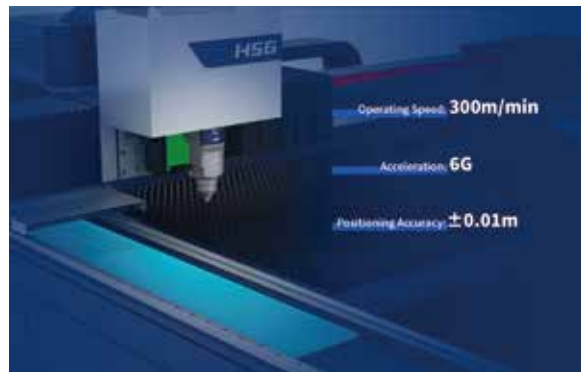 HSG
Operating Speed: 300m/min
Acceleration: 6G
Positioning Accuracy: ±0.01m